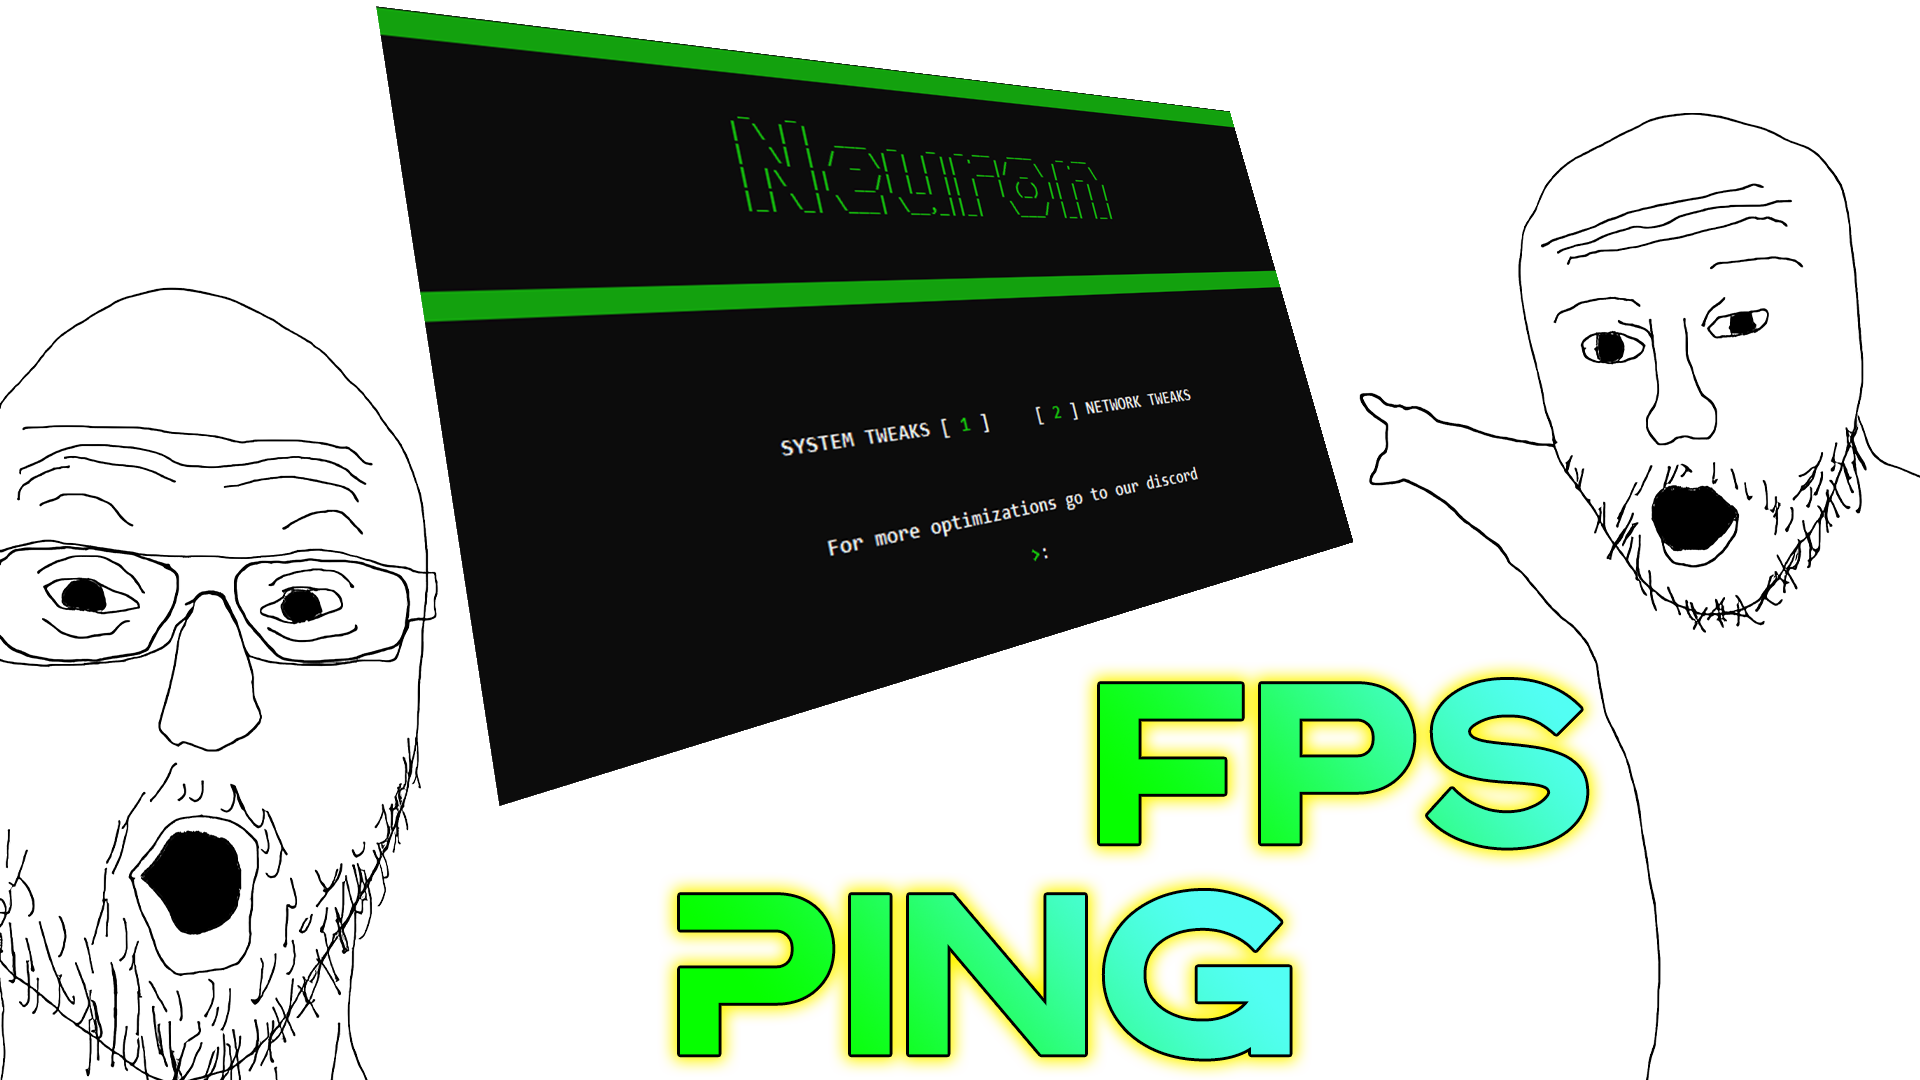 Neuron
SYSTEM TWEAKS [ 1 ] [ 2 ] NETWORK TWEAKS
For more optimizations go to our discord
>:
FPS
PING